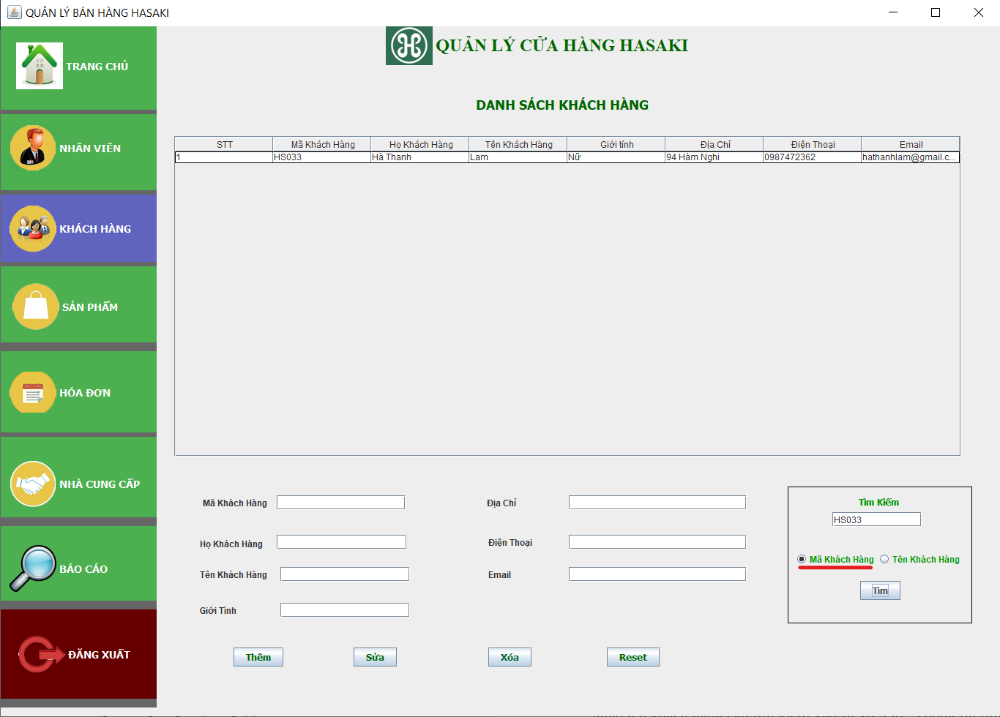 QUẢN LÝ BÁN HÀNG HASAKI
QUẢN LÝ CỬA HÀNG HASAKI
TRANG CHỦ
NHÂN VIÊN
KHÁCH HÀNG
SẢN PHẨM
HÓA ĐƠN
NHÀ CUNG CẤP
BÁO CÁO
ĐĂNG XUẤT
DANH SÁCH KHÁCH HÀNG
STT Mã Khách Hàng Họ Khách Hàng Tên Khách Hàng Giới tính Địa Chỉ Điện Thoại Email
1 HS033 Hà Thanh Lam Nữ 94 Hàm Nghi 0987472362 hathanhlam@gmail.c...
Mã Khách Hàng
Họ Khách Hàng
Tên Khách Hàng
Giới Tính
Địa Chỉ
Điện Thoại
Email
Tìm Kiếm
HS033
Mã Khách Hàng Tên Khách Hàng
Tìm
Thêm Sửa Xóa Reset